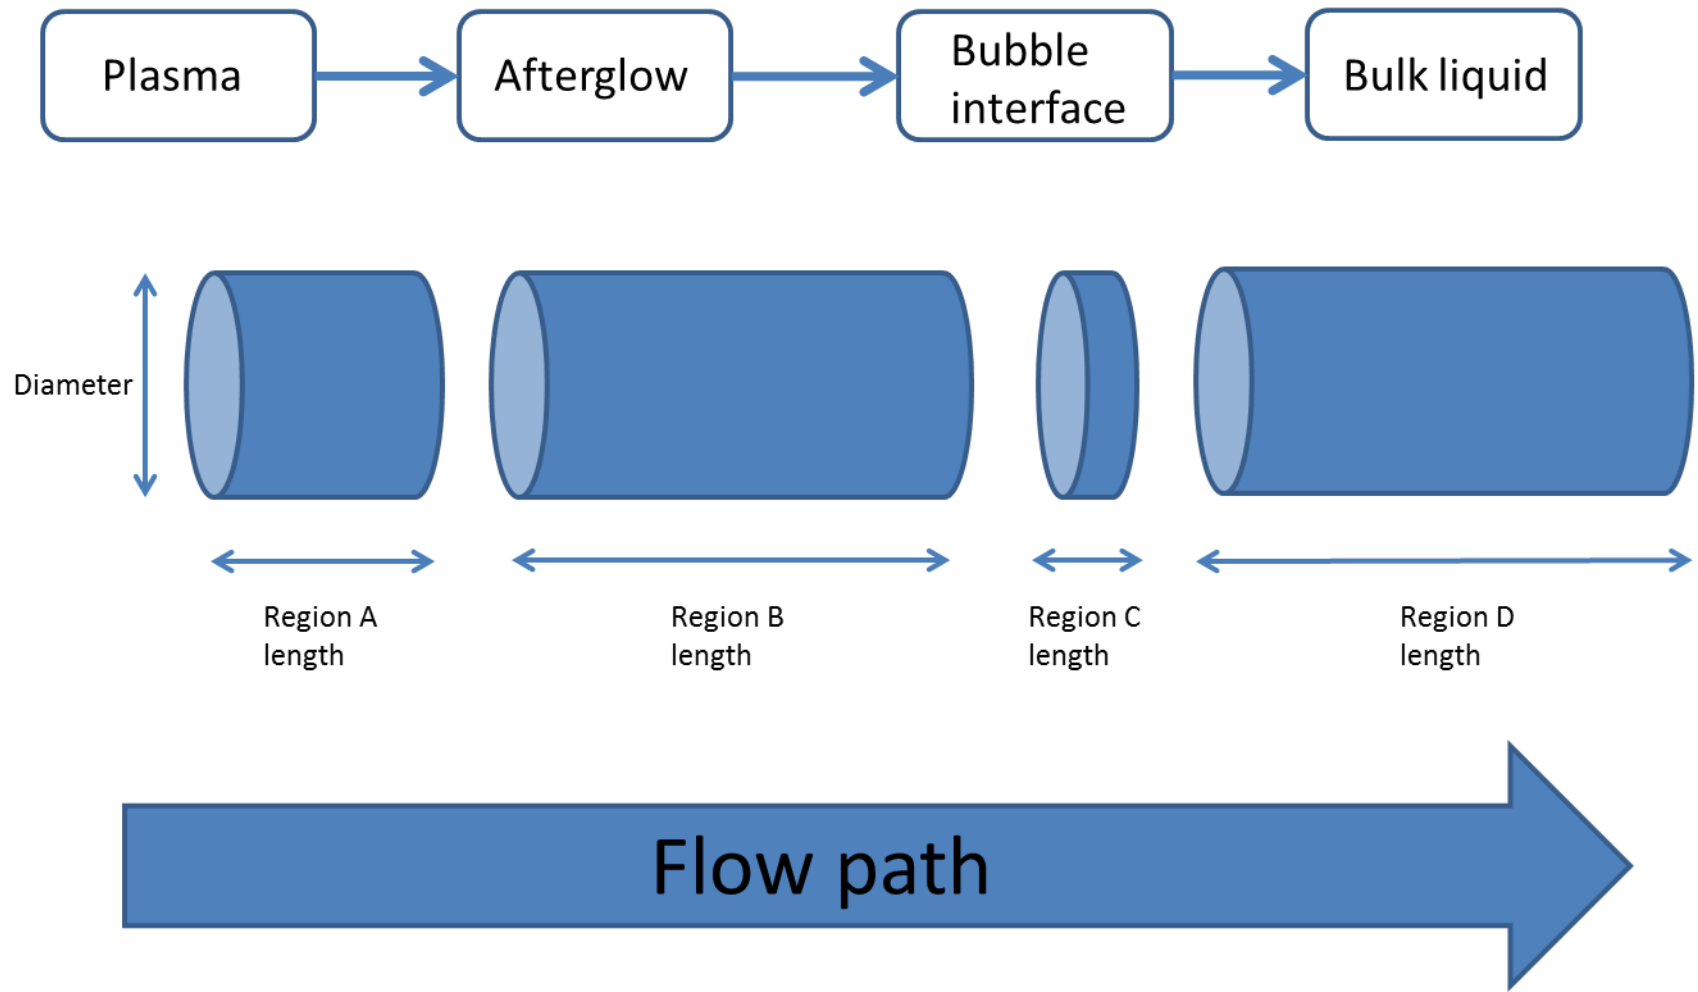 Plasma
Afterglow
Bubble
interface
Bulk liquid
Diameter
Region A
length
Region B
length
Region C
length
Region D
length
Flow path